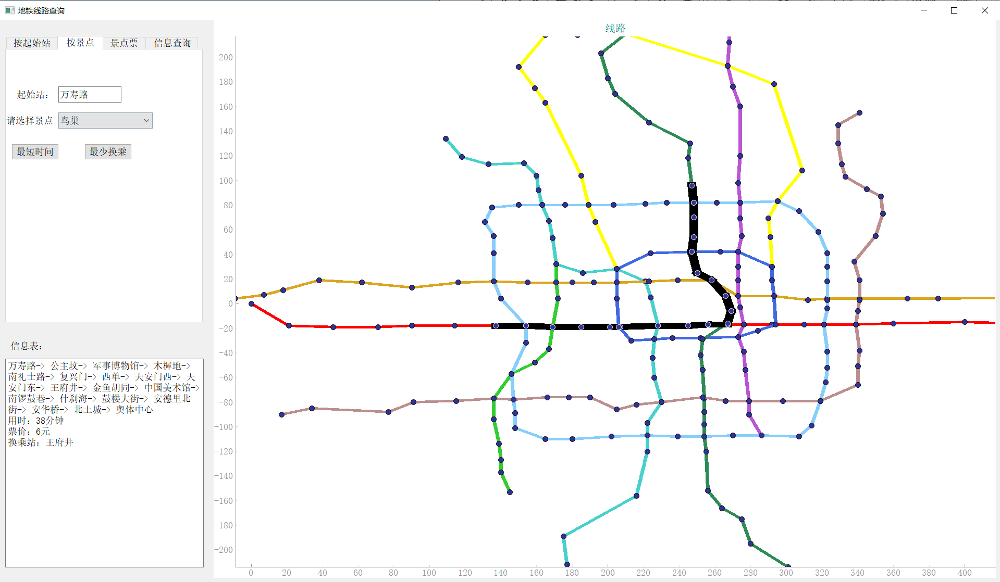 地铁线路查询
按起始站 按景点 景点票 信息查询
起始站: 万寿路
请选择景点 鸟巢
最短时间 最少换乘
信息表:
万寿路-> 公主坟-> 军事博物馆-> 木樨地->
南礼士路-> 复兴门-> 西单-> 天安门西-> 天
安门东-> 王府井-> 金鱼胡同-> 中国美术馆->
南锣鼓巷-> 什刹海-> 鼓楼大街-> 安德里北
街-> 安华桥-> 北土城-> 奥体中心
用时: 38分钟
票价: 6元
换乘站: 王府井
线路
200
180
160
140
120
100
80
60
40
20
0
-20
-40
-60
-80
-100
-120
-140
-160
-180
-200
0 20 40 60 80 100 120 140 160 180 200 220 240 260 280 300 320 340 360 380 400